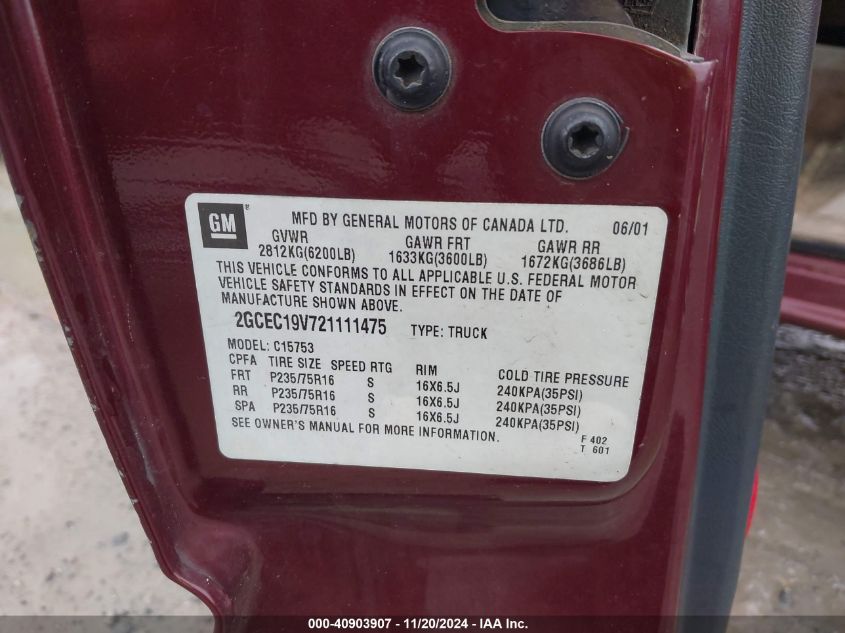 GM ® MFD BY GENERAL MOTORS OF CANADA LTD. 06/01
GVWR GAWR FRT GAWR RR
2812KG(6200LB) 1633KG(3600LB) 1672KG(3686LB)
THIS VEHICLE CONFORMS TO ALL APPLICABLE U.S. FEDERAL MOTOR
VEHICLE SAFETY STANDARDS IN EFFECT ON THE DATE OF
MANUFACTURE SHOWN ABOVE.
2GCEC19V721111475 TYPE: TRUCK
MODEL: C15753
CPFA TIRE SIZE SPEED RTG RIM COLD TIRE PRESSURE
FRT P235/75R16 S 16X6.5J 240KPA(35PSI)
RR P235/75R16 S 16X6.5J 240KPA(35PSI)
SPA P235/75R16 S 16X6.5J 240KPA(35PSI)
SEE OWNER'S MANUAL FOR MORE INFORMATION.
F 402
T 601
000-40903907 - 11/20/2024 - IAA Inc.